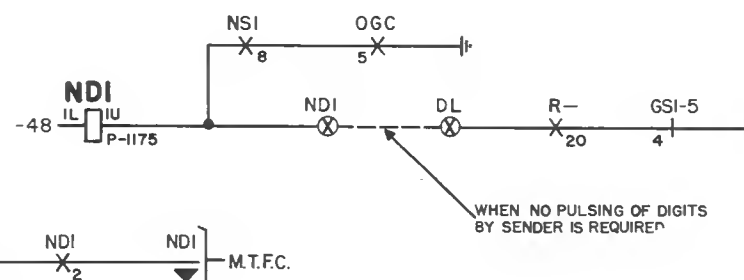 NSI OGC
8 5
NDI
IL IU
-48
P-1175
NDI DL R- GSI-5
20 4
WHEN NO PULSING OF DIGITS
BY SENDER IS REQUIRED
NDI NDI
2
M.T.F.C.